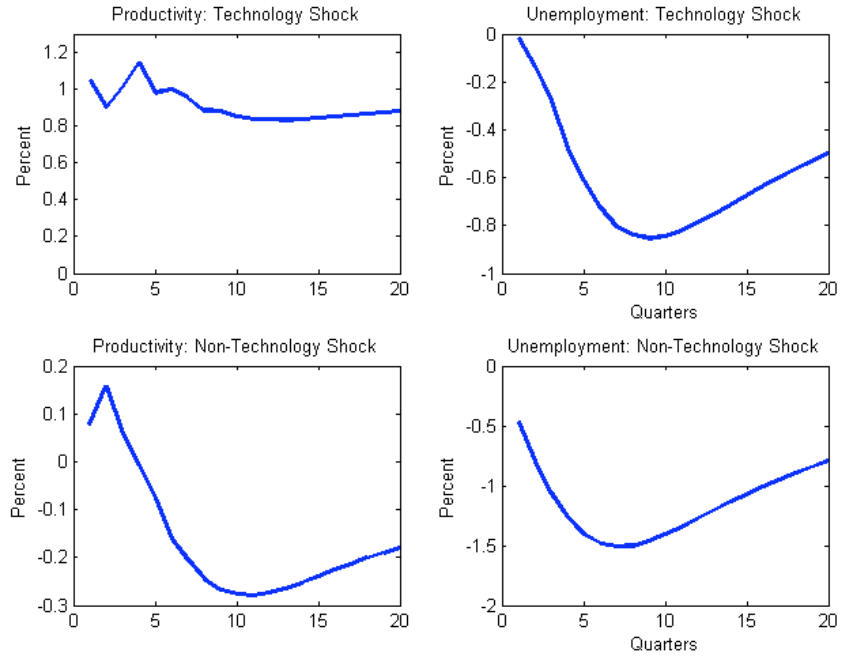 Productivity: Technology Shock
1.2
1
0.8
0.6
0.4
0.2
0
Percent
0 5 10 15 20
Unemployment: Technology Shock
0
-0.2
-0.4
-0.6
-0.8
-1
Percent
0 5 10 15 20
Quarters
Productivity: Non-Technology Shock
0.2
0.1
0
-0.1
-0.2
-0.3
Percent
0 5 10 15 20
Unemployment: Non-Technology Shock
0
-0.5
-1
-1.5
-2
Percent
0 5 10 15 20
Quarters